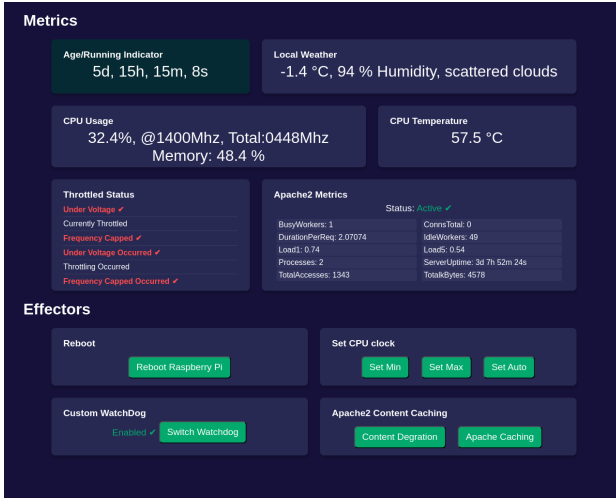 Metrics
Age/Running Indicator
5d, 15h, 15m, 8s
Local Weather
-1.4 °C, 94 % Humidity, scattered clouds
CPU Usage
32.4%, @1400Mhz, Total:0448Mhz
Memory: 48.4 %
CPU Temperature
57.5 °C
Throttled Status
Under Voltage ✔
Currently Throttled
Frequency Capped ✔
Under Voltage Occurred ✔
Throttling Occurred
Frequency Capped Occurred ✔
Apache2 Metrics
Status: Active ✔
BusyWorkers: 1
ConnsTotal: 0
DurationPerReq: 2.07074
IdleWorkers: 49
Load1: 0.74
Load5: 0.54
Processes: 2
ServerUptime: 3d 7h 52m 24s
TotalAccesses: 1343
TotalkBytes: 4578
Effectors
Reboot
Reboot Raspberry Pi
Set CPU clock
Set Min
Set Max
Set Auto
Custom WatchDog
Enabled ✔ Switch Watchdog
Apache2 Content Caching
Content Degration
Apache Caching